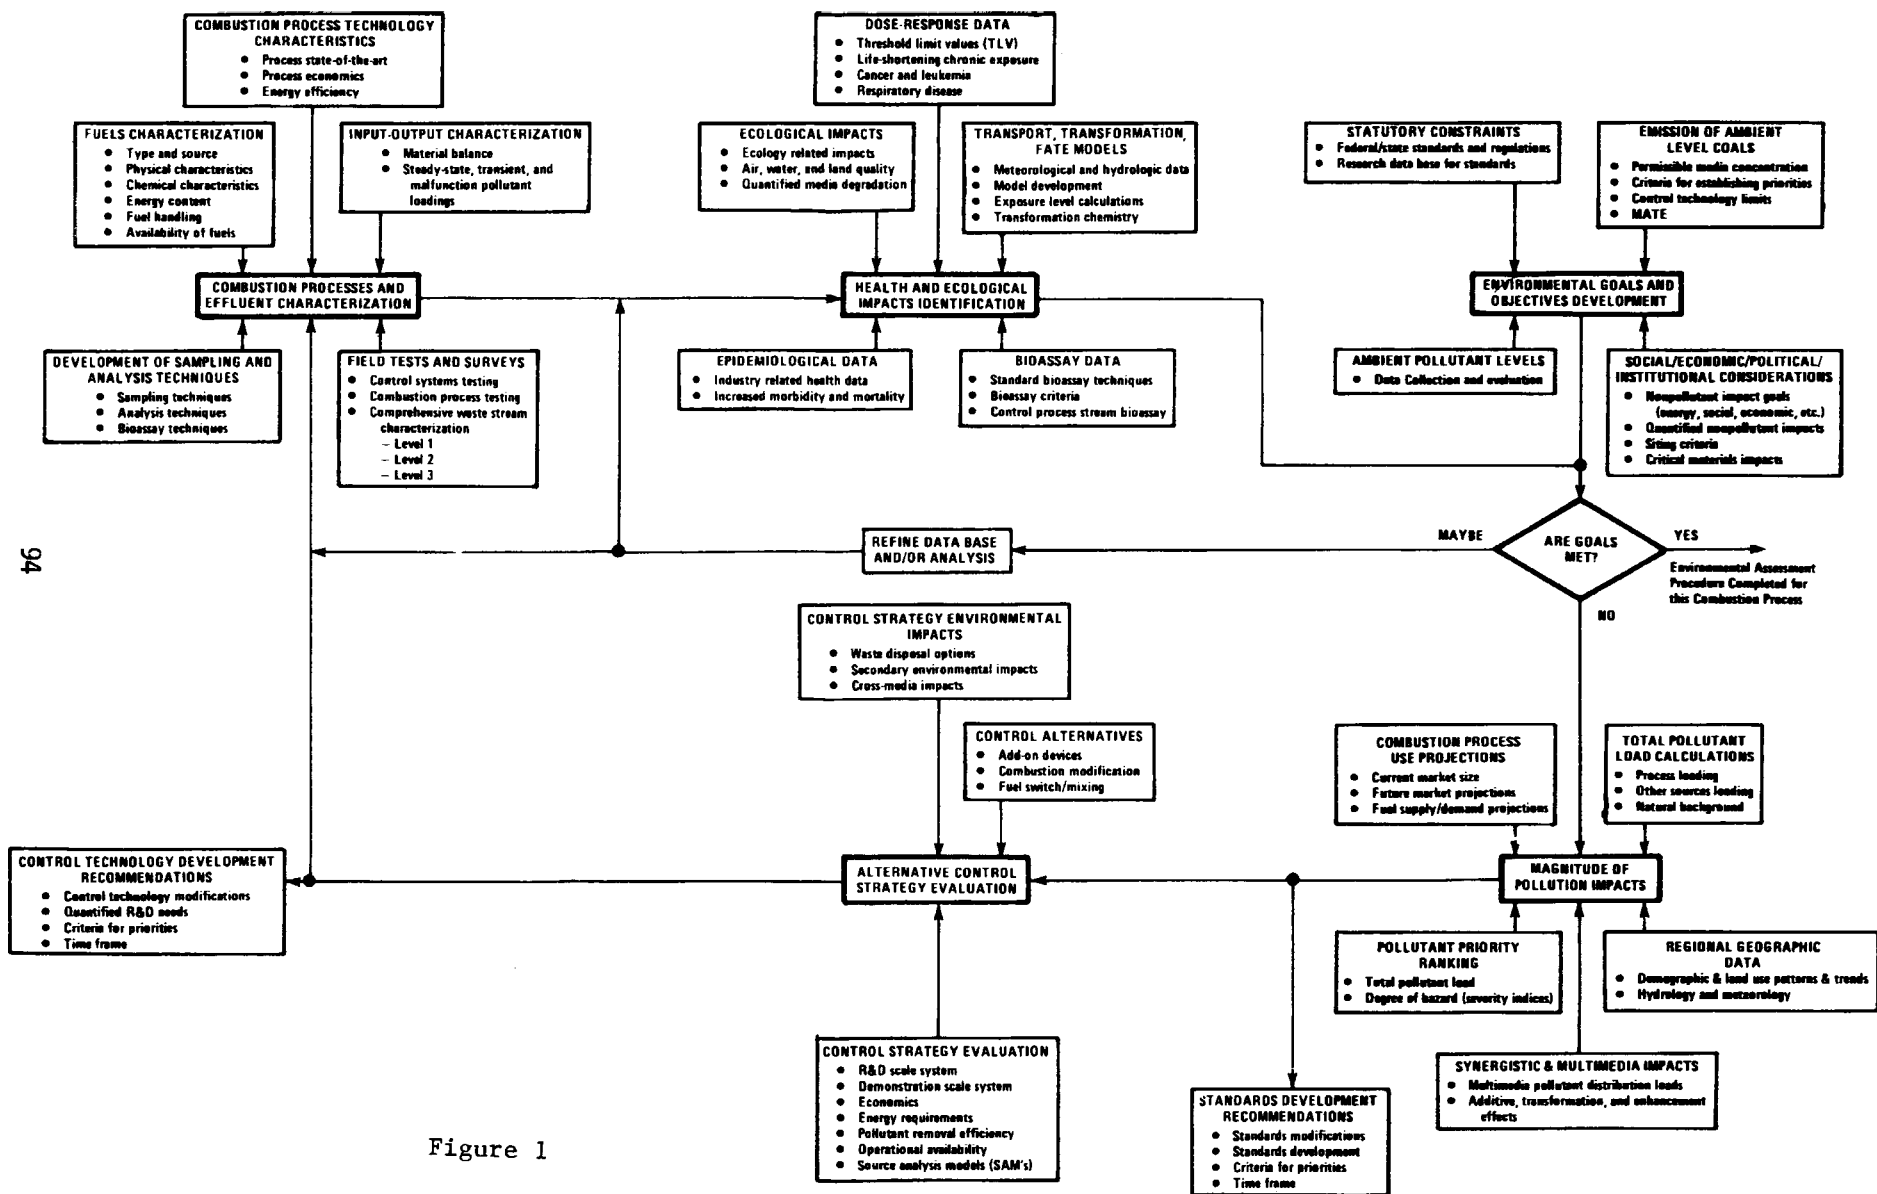 COMBUSTION PROCESS TECHNOLOGY
CHARACTERISTICS
● Process state-of-the-art
● Process economics
● Energy efficiency
DOSE-RESPONSE DATA
● Threshold limit values (TLV)
● Life-shortening chronic exposure
● Cancer and leukemia
● Respiratory disease
FUELS CHARACTERIZATION
● Type and source
● Physical characteristics
● Chemical characteristics
● Energy content
● Fuel handling
● Availability of fuels
INPUT-OUTPUT CHARACTERIZATION
● Material balance
● Steady-state, transient, and
malfunction pollutant
loadings
ECOLOGICAL IMPACTS
● Ecology related impacts
● Air, water, and land quality
● Quantified media degradation
TRANSPORT, TRANSFORMATION,
FATE MODELS
● Meteorological and hydrologic data
● Model development
● Exposure level calculations
● Transformation chemistry
STATUTORY CONSTRAINTS
● Federal/state standards and regulations
● Research data base for standards
EMISSION OF AMBIENT
LEVEL COALS
● Permissible media concentration
● Criteria for establishing priorities
● Control technology limits
● MATE
COMBUSTION PROCESSES AND
EFFLUENT CHARACTERIZATION
HEALTH AND ECOLOGICAL
IMPACTS IDENTIFICATION
ENVIRONMENTAL GOALS AND
OBJECTIVES DEVELOPMENT
DEVELOPMENT OF SAMPLING AND
ANALYSIS TECHNIQUES
● Sampling techniques
● Analysis techniques
● Bioassay techniques
FIELD TESTS AND SURVEYS
● Control systems testing
● Combustion process testing
● Comprehensive waste stream
characterization
– Level 1
– Level 2
– Level 3
EPIDEMIOLOGICAL DATA
● Industry related health data
● Increased morbidity and mortality
BIOASSAY DATA
● Standard bioassay techniques
● Bioassay criteria
● Control process stream bioassay
AMBIENT POLLUTANT LEVELS
● Data Collection and evaluation
SOCIAL/ECONOMIC/POLITICAL/
INSTITUTIONAL CONSIDERATIONS
● Nonpollutant impact goals
(energy, social, economic, etc.)
● Quantified nonpollutant impacts
● Siting criteria
● Critical materials impacts
94
REFINE DATA BASE
AND/OR ANALYSIS
MAYBE
ARE GOALS
MET?
YES
Environmental Assessment
Procedure Completed for
this Combustion Process
NO
CONTROL STRATEGY ENVIRONMENTAL
IMPACTS
● Waste disposal options
● Secondary environmental impacts
● Cross-media impacts
CONTROL ALTERNATIVES
● Add-on devices
● Combustion modification
● Fuel switch/mixing
COMBUSTION PROCESS
USE PROJECTIONS
● Current market size
● Future market projections
● Fuel supply/demand projections
TOTAL POLLUTANT
LOAD CALCULATIONS
● Process loading
● Other sources loading
● Natural background
CONTROL TECHNOLOGY DEVELOPMENT
RECOMMENDATIONS
● Control technology modifications
● Quantified R&D needs
● Criteria for priorities
● Time frame
ALTERNATIVE CONTROL
STRATEGY EVALUATION
MAGNITUDE OF
POLLUTION IMPACTS
POLLUTANT PRIORITY
RANKING
● Total pollutant load
● Degree of hazard (severity indices)
REGIONAL GEOGRAPHIC
DATA
● Demographic & land use patterns & trends
● Hydrology and meteorology
CONTROL STRATEGY EVALUATION
● R&D scale system
● Demonstration scale system
● Economics
● Energy requirements
● Pollutant removal efficiency
● Operational availability
● Source analysis models (SAM's)
SYNERGISTIC & MULTIMEDIA IMPACTS
● Multimedia pollutant distribution loads
● Additive, transformation, and enhancement
effects
STANDARDS DEVELOPMENT
RECOMMENDATIONS
● Standards modifications
● Standards development
● Criteria for priorities
● Time frame
Figure 1